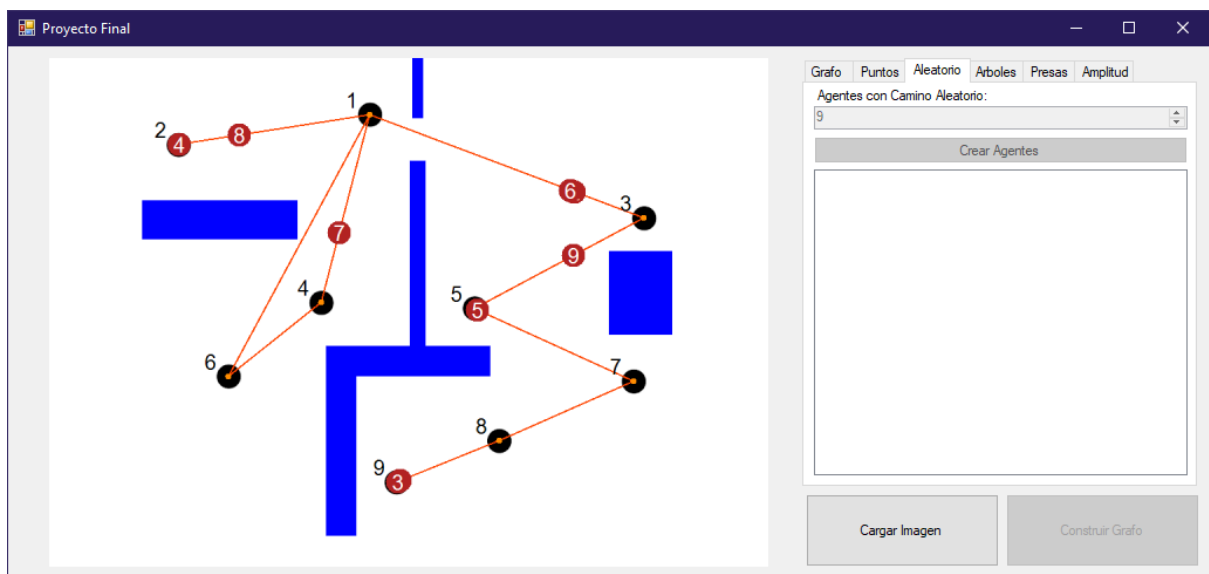 Proyecto Final
Grafo Puntos Aleatorio Arboles Presas Amplitud
Agentes con Camino Aleatorio:
9
Crear Agentes
1
2
4
8
6
3
7
9
4
5
5
6
7
8
9
3
Cargar Imagen
Construir Grafo